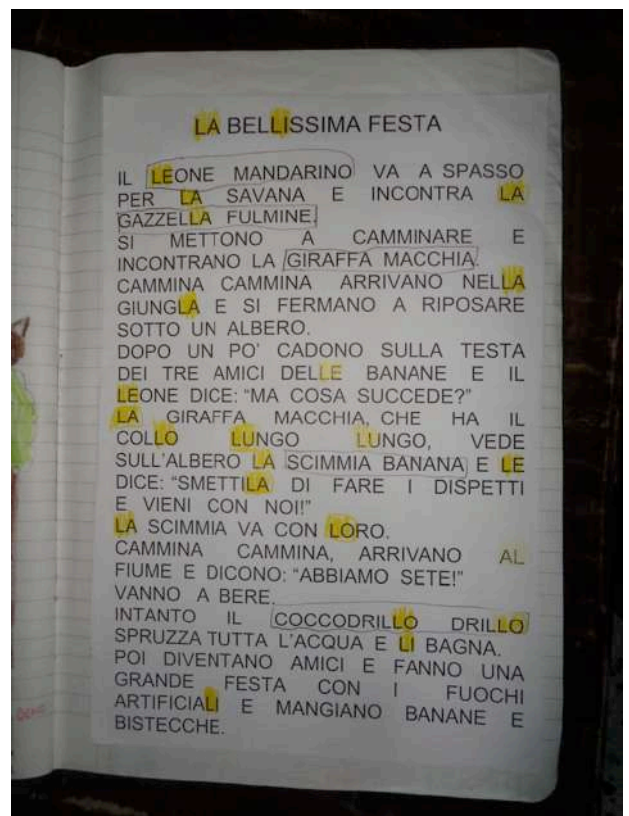 LA BELLISSIMA FESTA
IL LEONE MANDARINO VA A SPASSO
PER LA SAVANA E INCONTRA LA
GAZZELLA FULMINE.
SI METTONO A CAMMINARE E
INCONTRANO LA GIRAFFA MACCHIA.
CAMMINA CAMMINA ARRIVANO NELLA
GIUNGLA E SI FERMANO A RIPOSARE
SOTTO UN ALBERO.
DOPO UN PO' CADONO SULLA TESTA
DEI TRE AMICI DELLE BANANE E IL
LEONE DICE: “MA COSA SUCCEDE?”
LA GIRAFFA MACCHIA, CHE HA IL
COLLO LUNGO LUNGO, VEDE
SULL'ALBERO LA SCIMMIA BANANA E LE
DICE: “SMETTILA DI FARE I DISPETTI
E VIENI CON NOI!”
LA SCIMMIA VA CON LORO.
CAMMINA CAMMINA, ARRIVANO AL
FIUME E DICONO: “ABBIAMO SETE!”
VANNO A BERE.
INTANTO IL COCCODRILLO DRILLO
SPRUZZA TUTTA L'ACQUA E LI BAGNA.
POI DIVENTANO AMICI E FANNO UNA
GRANDE FESTA CON I FUOCHI
ARTIFICIALI E MANGIANO BANANE E
BISTECCHE.